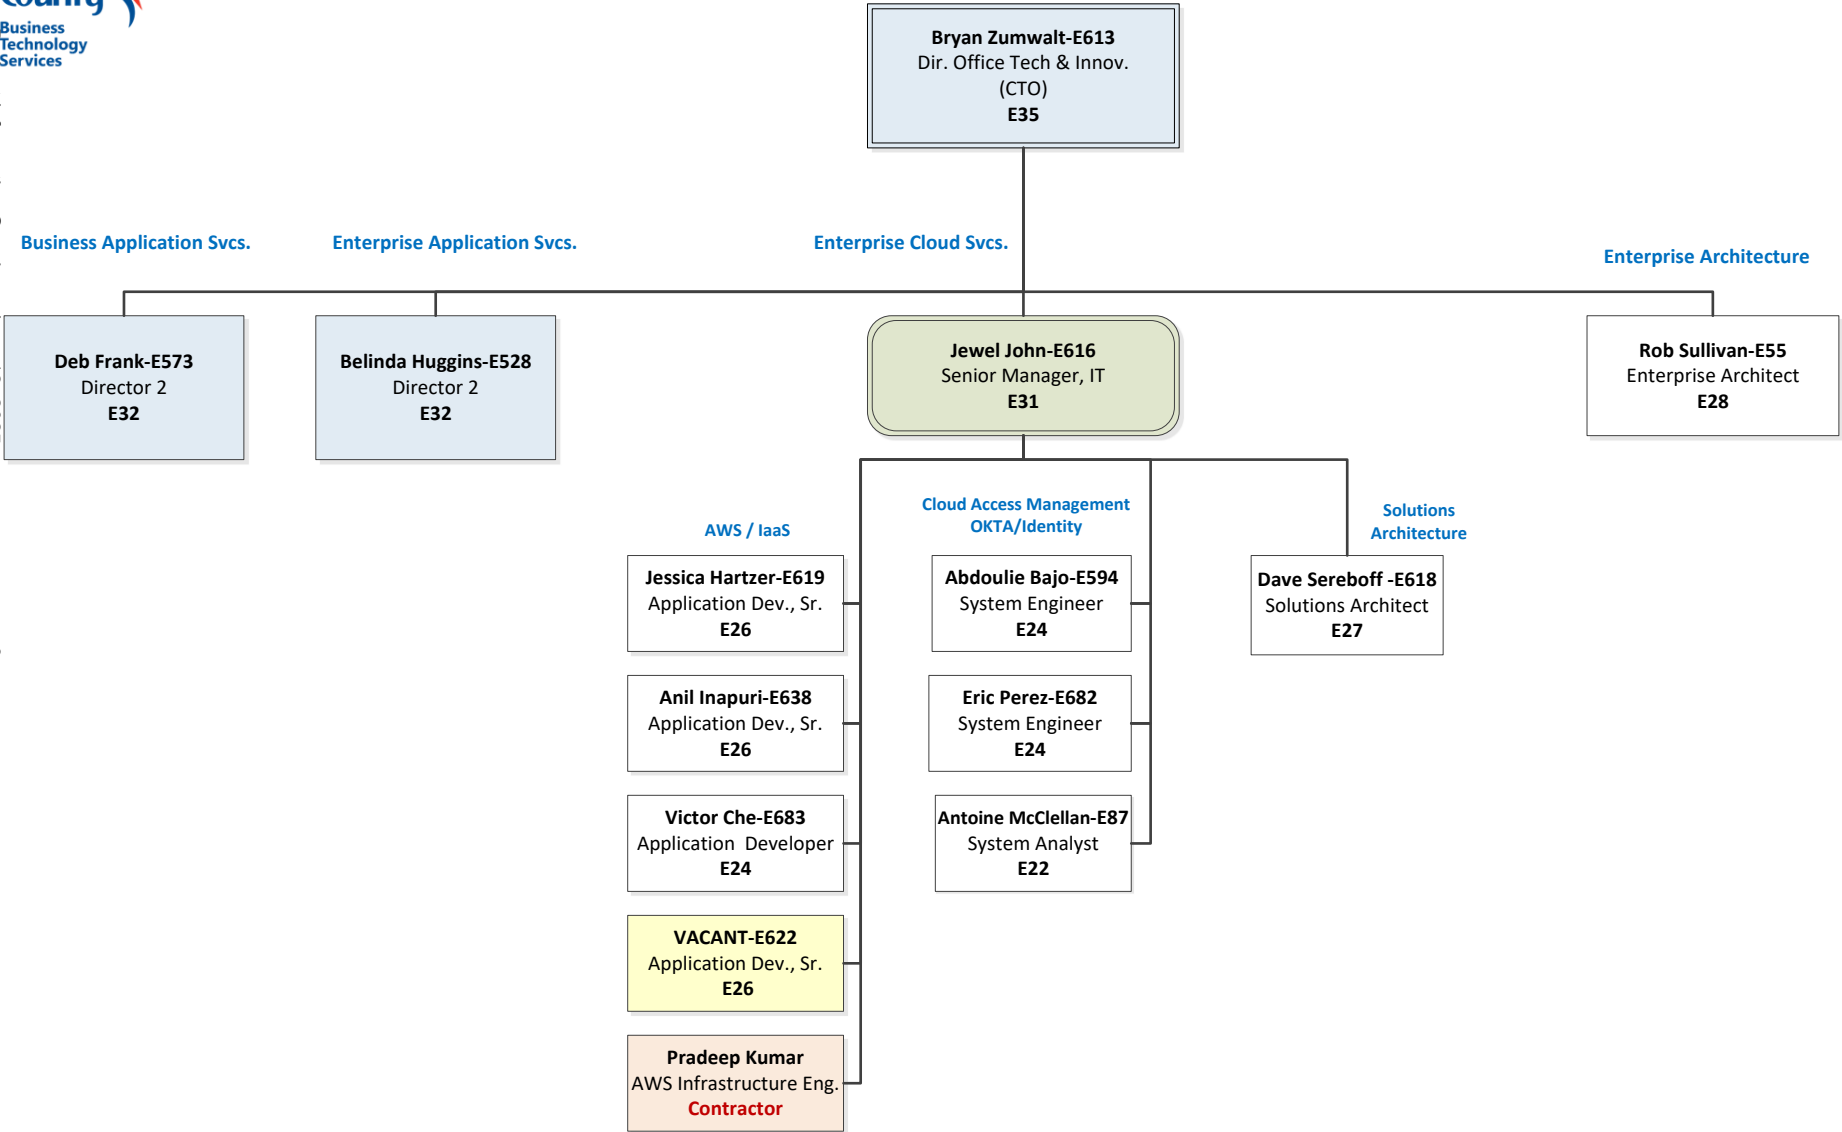 County
Business
Technology
Services
Bryan Zumwalt-E613
Dir. Office Tech & Innov.
(CTO)
E35
Business Application Svcs.
Enterprise Application Svcs.
Enterprise Cloud Svcs.
Enterprise Architecture
Deb Frank-E573
Director 2
E32
Belinda Huggins-E528
Director 2
E32
Jewel John-E616
Senior Manager, IT
E31
Rob Sullivan-E55
Enterprise Architect
E28
AWS / IaaS
Cloud Access Management
OKTA/Identity
Solutions
Architecture
Jessica Hartzer-E619
Application Dev., Sr.
E26
Anil Inapuri-E638
Application Dev., Sr.
E26
Victor Che-E683
Application  Developer
E24
VACANT-E622
Application Dev., Sr.
E26
Pradeep Kumar
AWS Infrastructure Eng.
Contractor
Abdoulie Bajo-E594
System Engineer
E24
Eric Perez-E682
System Engineer
E24
Antoine McClellan-E87
System Analyst
E22
Dave Sereboff -E618
Solutions Architect
E27